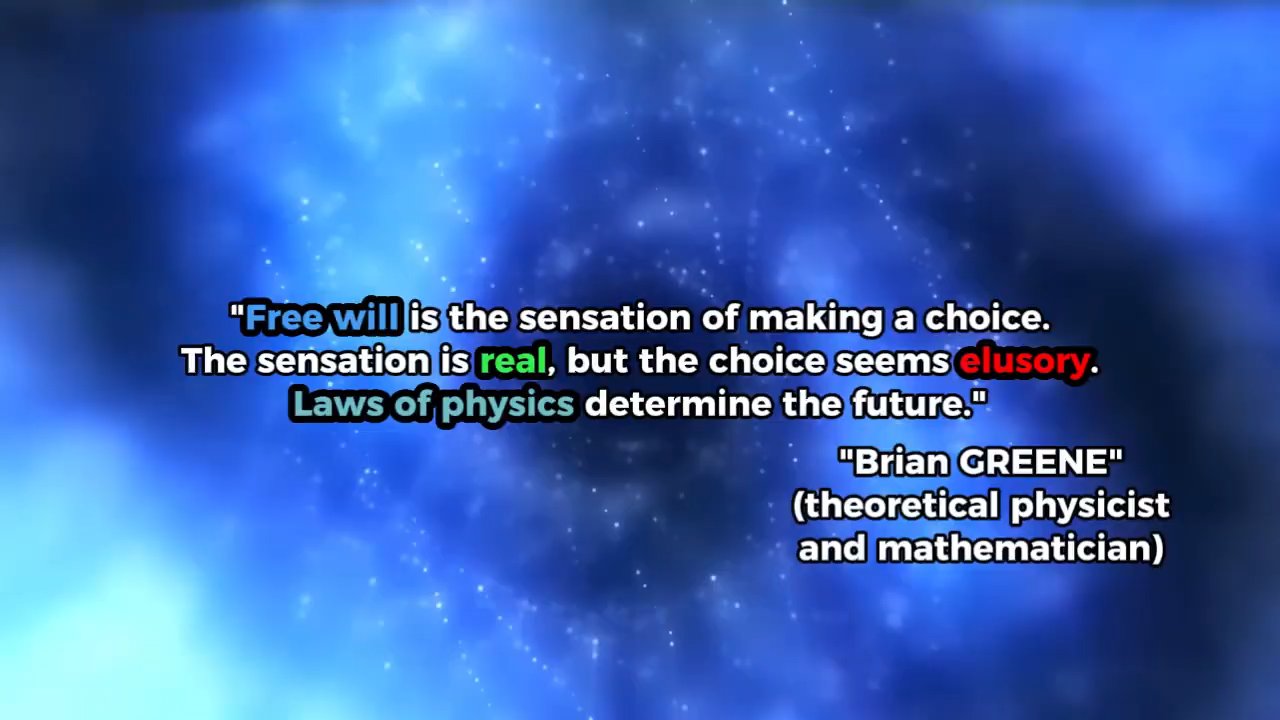 "Free will is the sensation of making a choice.
The sensation is real, but the choice seems elusory.
Laws of physics determine the future."
"Brian GREENE"
(theoretical physicist
and mathematician)